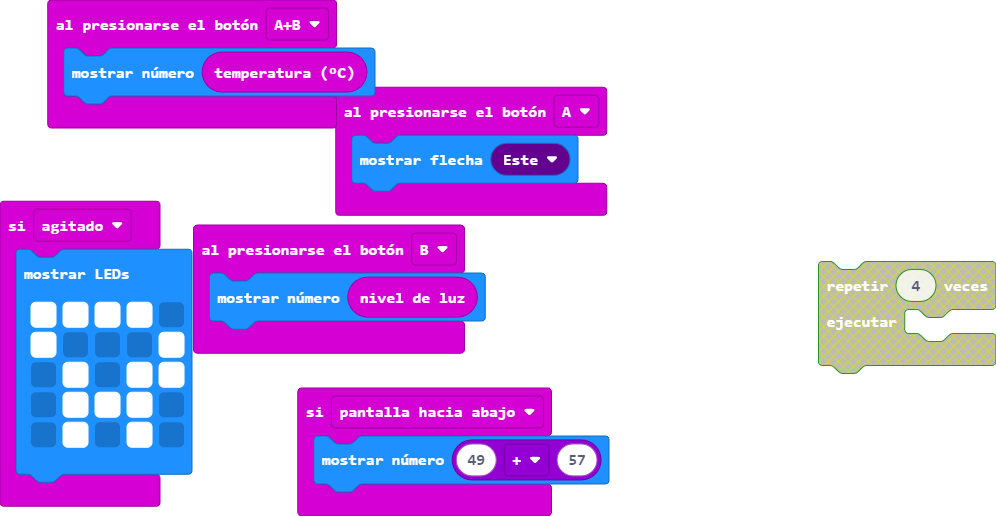 al presionarse el botón A+B
mostrar número temperatura (ºC)
al presionarse el botón A
mostrar flecha Este
si agitado
mostrar LEDs
al presionarse el botón B
mostrar número nivel de luz
repetir 4 veces
ejecutar
si pantalla hacia abajo
mostrar número 49 + 57